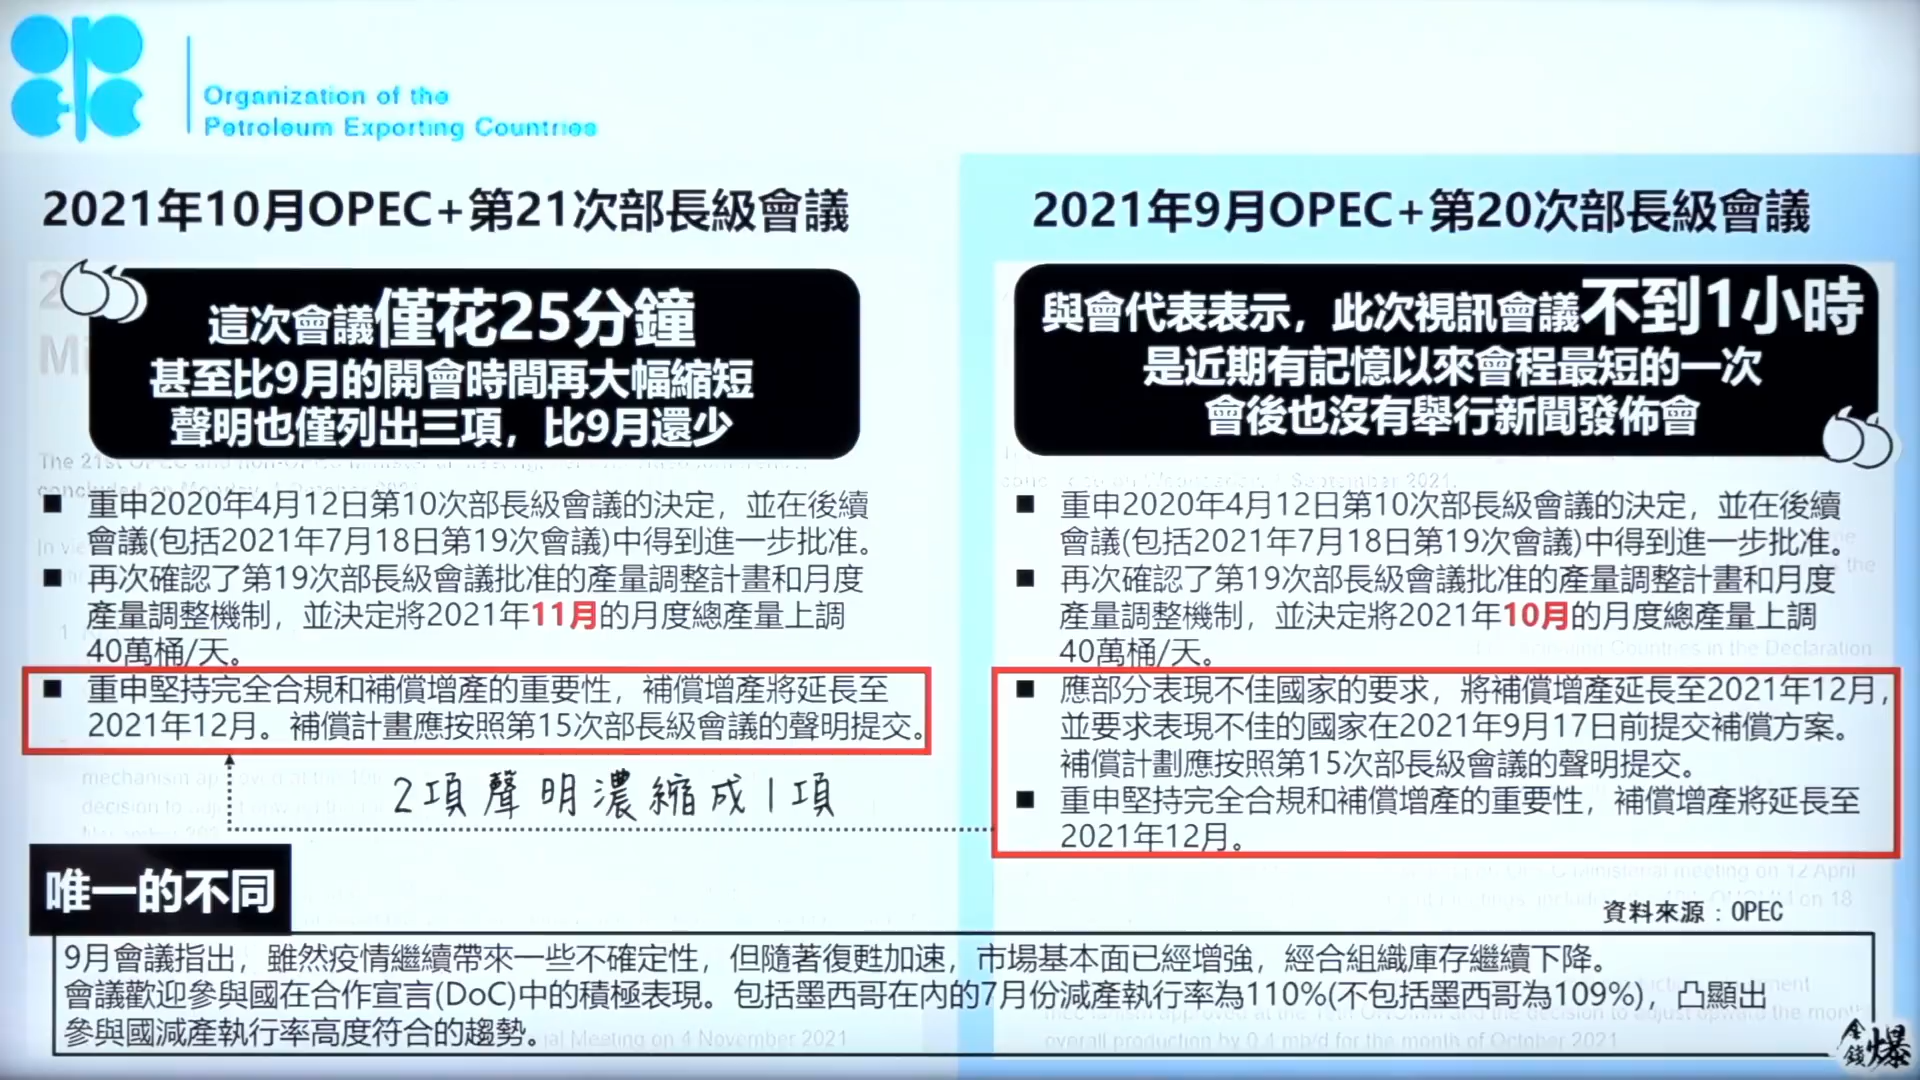 Organization of the
Petroleum Exporting Countries
2021年10月OPEC+第21次部長級會議
這次會議僅花25分鐘
甚至比9月的開會時間再大幅縮短
聲明也僅列出三項，比9月還少
■ 重申2020年4月12日第10次部長級會議的決定，並在後續
會議(包括2021年7月18日第19次會議)中得到進一步批准。
■ 再次確認了第19次部長級會議批准的產量調整計畫和月度
產量調整機制，並決定將2021年11月的月度總產量上調
40萬桶/天。
■ 重申堅持完全合規和補償增產的重要性，補償增產將延長至
2021年12月。補償計畫應按照第15次部長級會議的聲明提交。
2項聲明濃縮成1項
2021年9月OPEC+第20次部長級會議
與會代表表示，此次視訊會議不到1小時
是近期有記憶以來會程最短的一次
會後也沒有舉行新聞發佈會
■ 重申2020年4月12日第10次部長級會議的決定，並在後續
會議(包括2021年7月18日第19次會議)中得到進一步批准。
■ 再次確認了第19次部長級會議批准的產量調整計畫和月度
產量調整機制，並決定將2021年10月的月度總產量上調
40萬桶/天。
■ 應部分表現不佳國家的要求，將補償增產延長至2021年12月，
並要求表現不佳的國家在2021年9月17日前提交補償方案。
補償計劃應按照第15次部長級會議的聲明提交。
■ 重申堅持完全合規和補償增產的重要性，補償增產將延長至
2021年12月。
資料來源：OPEC
唯一的不同
9月會議指出，雖然疫情繼續帶來一些不確定性，但隨著復甦加速，市場基本面已經增強，經合組織庫存繼續下降。
會議歡迎參與國在合作宣言(DoC)中的積極表現。包括墨西哥在內的7月份減產執行率為110%(不包括墨西哥為109%)，凸顯出
參與國減產執行率高度符合的趨勢。
金錢爆